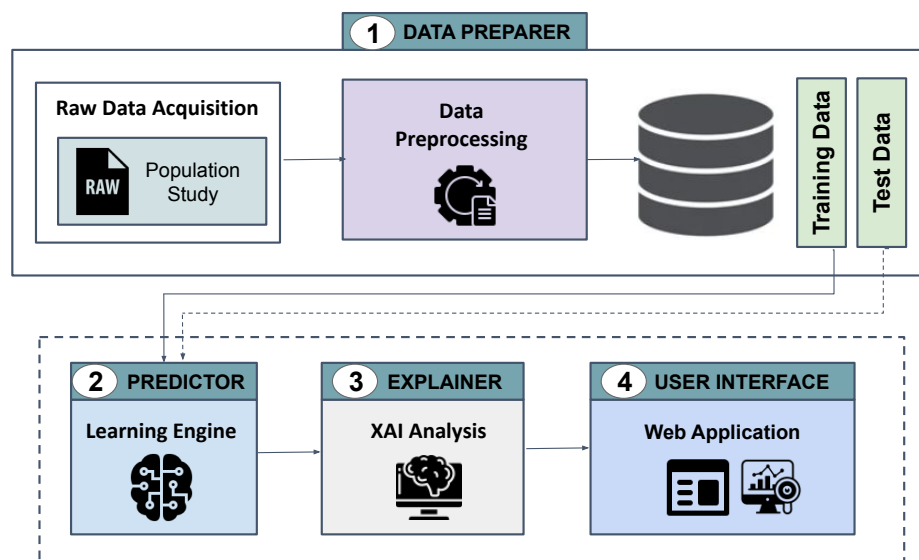 1 DATA PREPARER
Raw Data Acquisition
RAW
Population
Study
Data
Preprocessing
Training Data
Test Data
2 PREDICTOR
Learning Engine
3 EXPLAINER
XAI Analysis
4 USER INTERFACE
Web Application